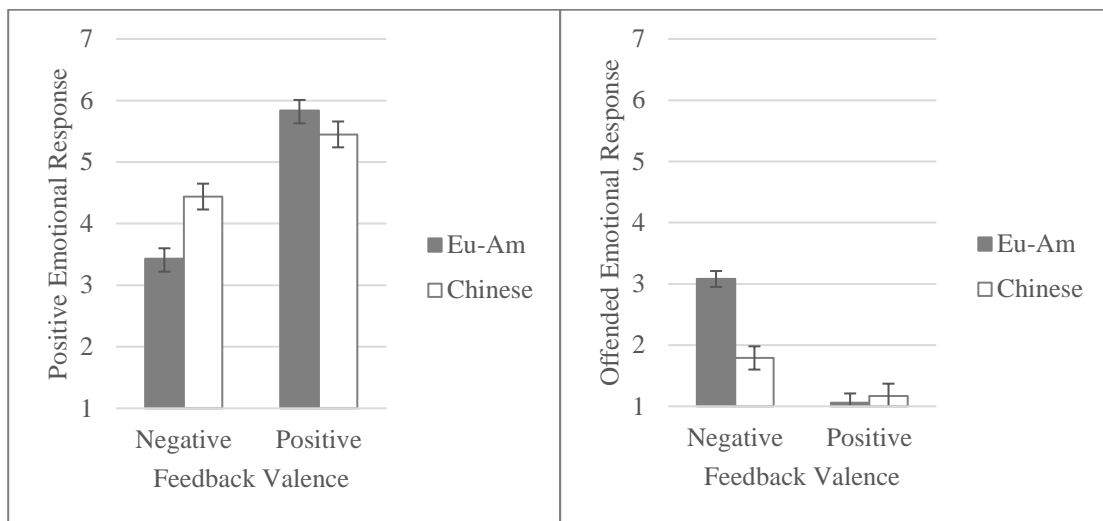 Positive Emotional Response
7
6
5
4
3
2
1
Negative
Positive
Feedback Valence
Eu-Am
Chinese
Offended Emotional Response
7
6
5
4
3
2
1
Negative
Positive
Feedback Valence
Eu-Am
Chinese